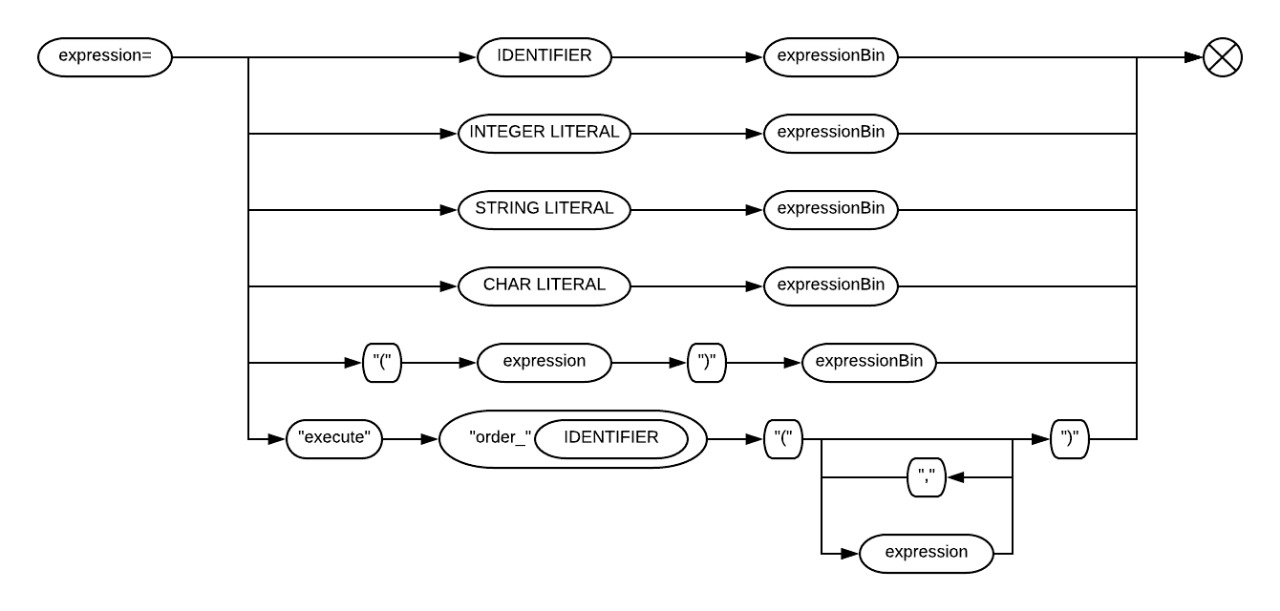 expression= IDENTIFIER expressionBin
INTEGER LITERAL expressionBin
STRING LITERAL expressionBin
CHAR LITERAL expressionBin
"(" expression ")" expressionBin
"execute" "order_" IDENTIFIER "(" ")"
","
expression